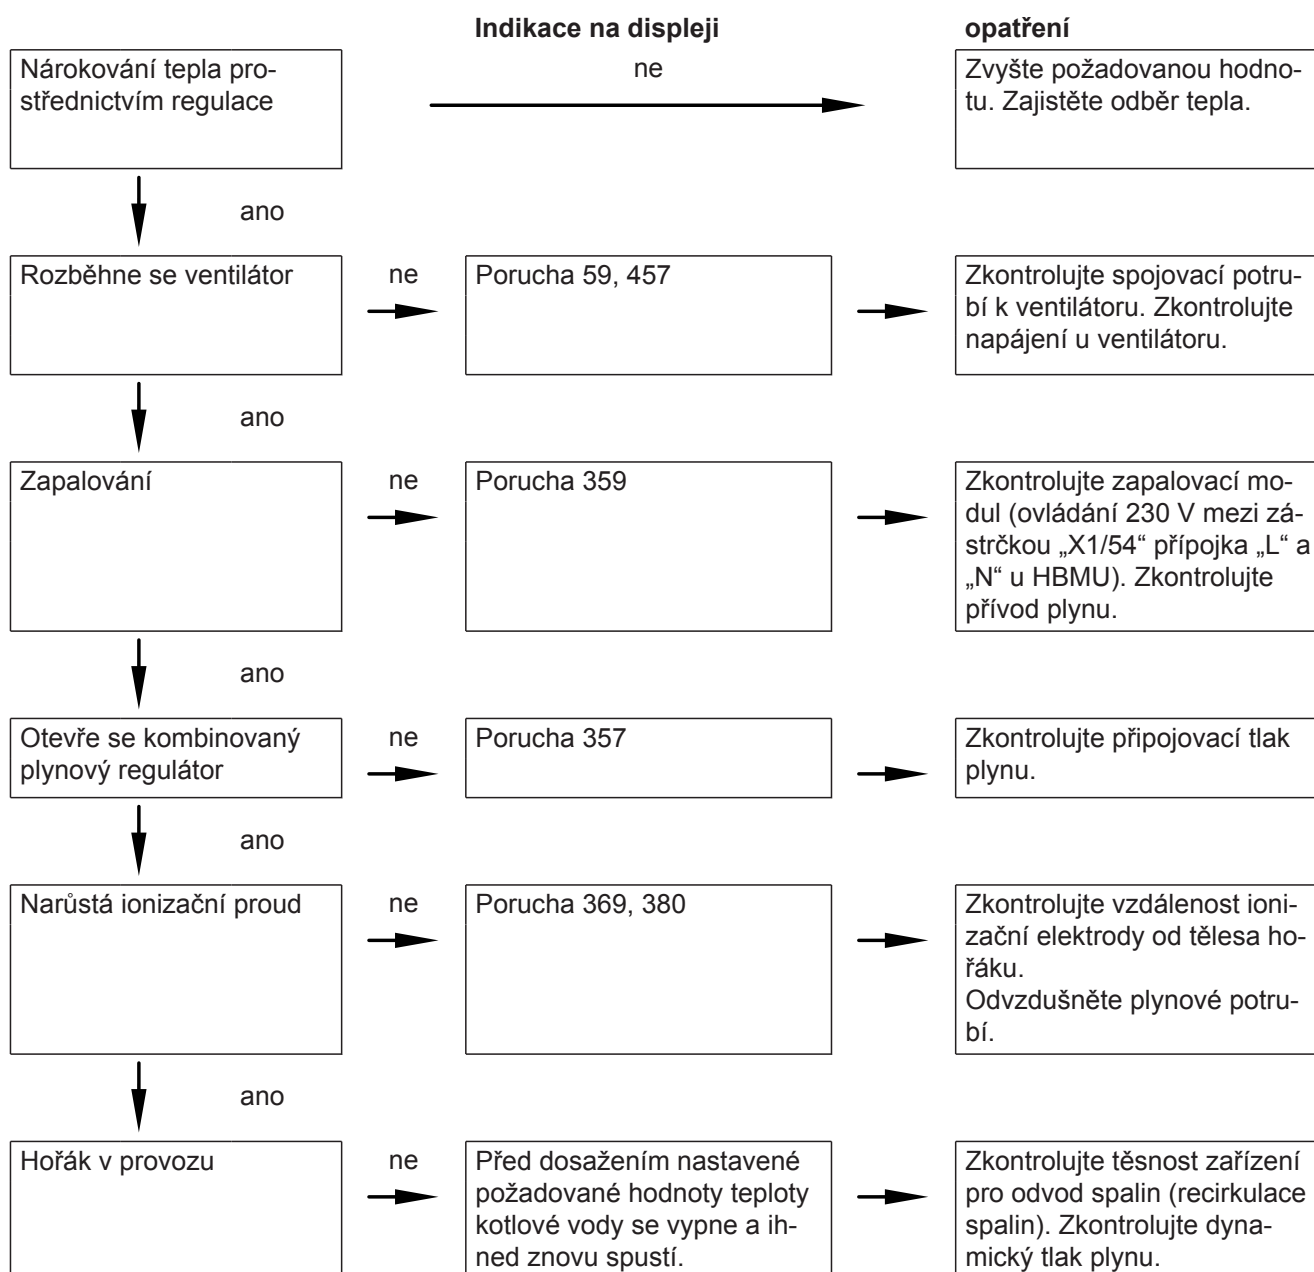 Indikace na displeji
opatření
Nárokování tepla pro-
střednictvím regulace
ne
Zvyšte požadovanou hodno-
tu. Zajistěte odběr tepla.
ano
Rozběhne se ventilátor
ne
Porucha 59, 457
Zkontrolujte spojovací potru-
bí k ventilátoru. Zkontrolujte
napájení u ventilátoru.
ano
Zapalování
ne
Porucha 359
Zkontrolujte zapalovací mo-
dul (ovládání 230 V mezi zá-
strčkou „X1/54“ přípojka „L“ a
„N“ u HBMU). Zkontrolujte
přívod plynu.
ano
Otevře se kombinovaný
plynový regulátor
ne
Porucha 357
Zkontrolujte připojovací tlak
plynu.
ano
Narůstá ionizační proud
ne
Porucha 369, 380
Zkontrolujte vzdálenost ioni-
zační elektrody od tělesa ho-
řáku.
Odvzdušněte plynové potru-
bí.
ano
Hořák v provozu
ne
Před dosažením nastavené
požadované hodnoty teploty
kotlové vody se vypne a ih-
ned znovu spustí.
Zkontrolujte těsnost zařízení
pro odvod spalin (recirkulace
spalin). Zkontrolujte dyna-
mický tlak plynu.